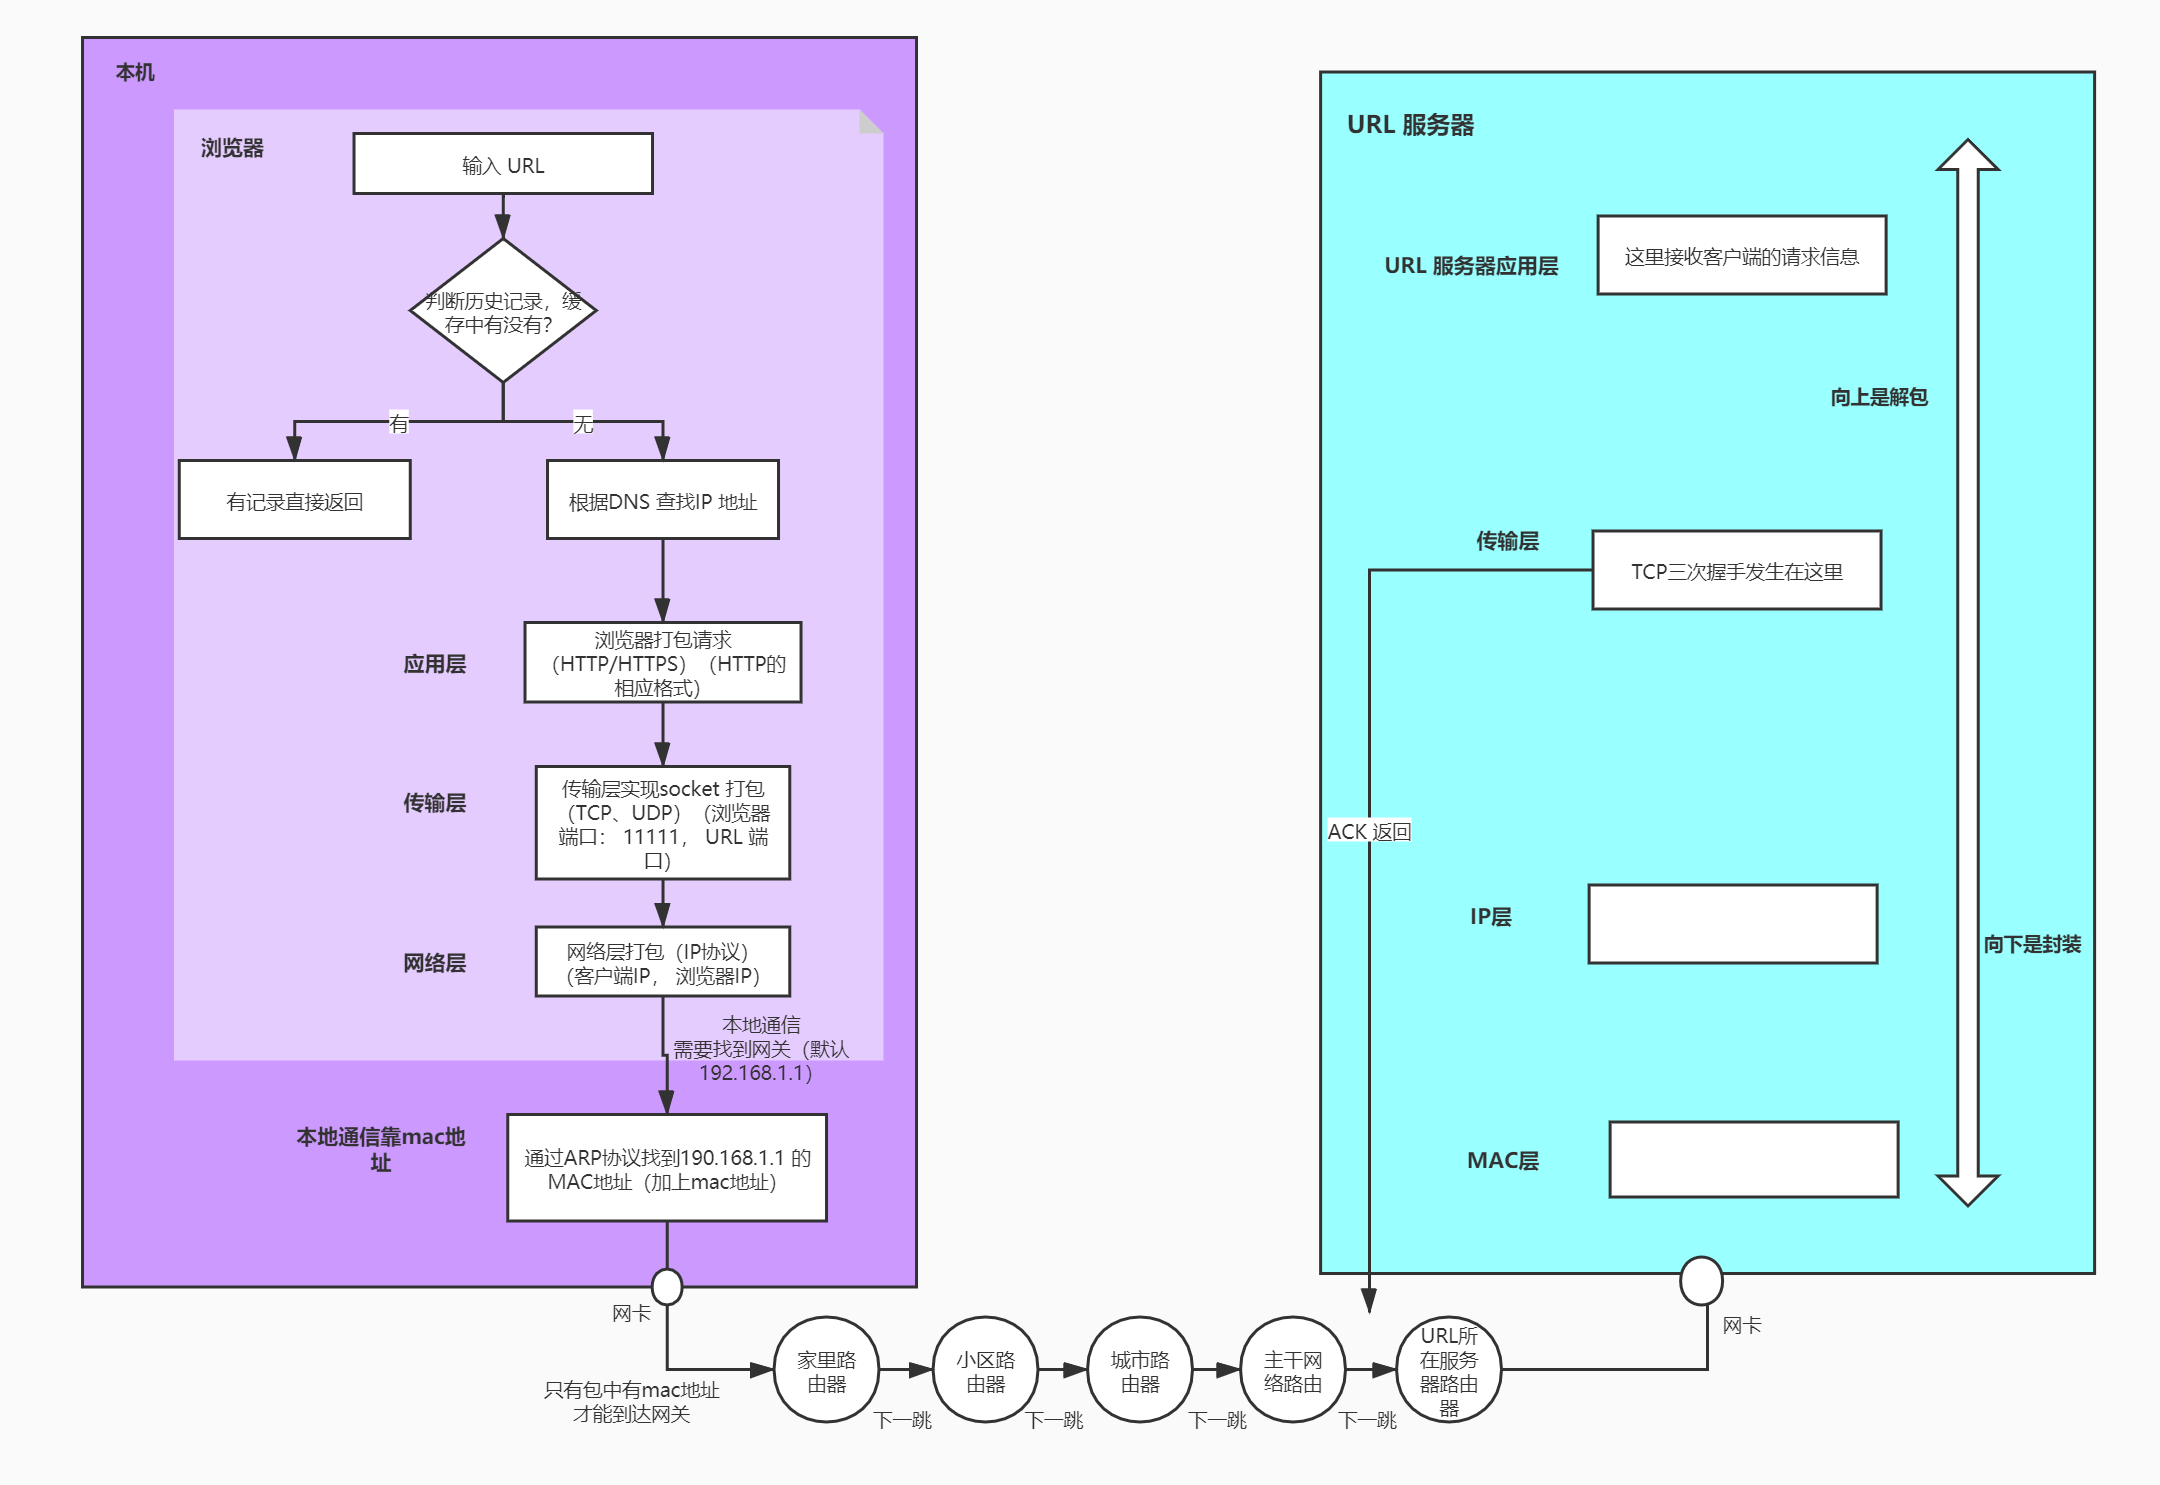 本机
浏览器
输入 URL
判断历史记录，缓
存中有没有？
有
无
有记录直接返回
根据DNS 查找IP 地址
应用层
浏览器打包请求
（HTTP/HTTPS）（HTTP的
相应格式）
传输层
传输层实现socket 打包
（TCP、UDP）（浏览器
端口： 11111， URL 端
口）
网络层
网络层打包（IP协议）
（客户端IP， 浏览器IP）
本地通信
需要找到网关（默认
192.168.1.1）
本地通信靠mac地
址
通过ARP协议找到190.168.1.1 的
MAC地址（加上mac地址）
网卡
只有包中有mac地址
才能到达网关
家里路
由器
下一跳
小区路
由器
下一跳
城市路
由器
下一跳
主干网
络路由
下一跳
URL所
在服务
器路由
器
网卡
URL 服务器
URL 服务器应用层
这里接收客户端的请求信息
向上是解包
传输层
TCP三次握手发生在这里
ACK 返回
IP层
向下是封装
MAC层